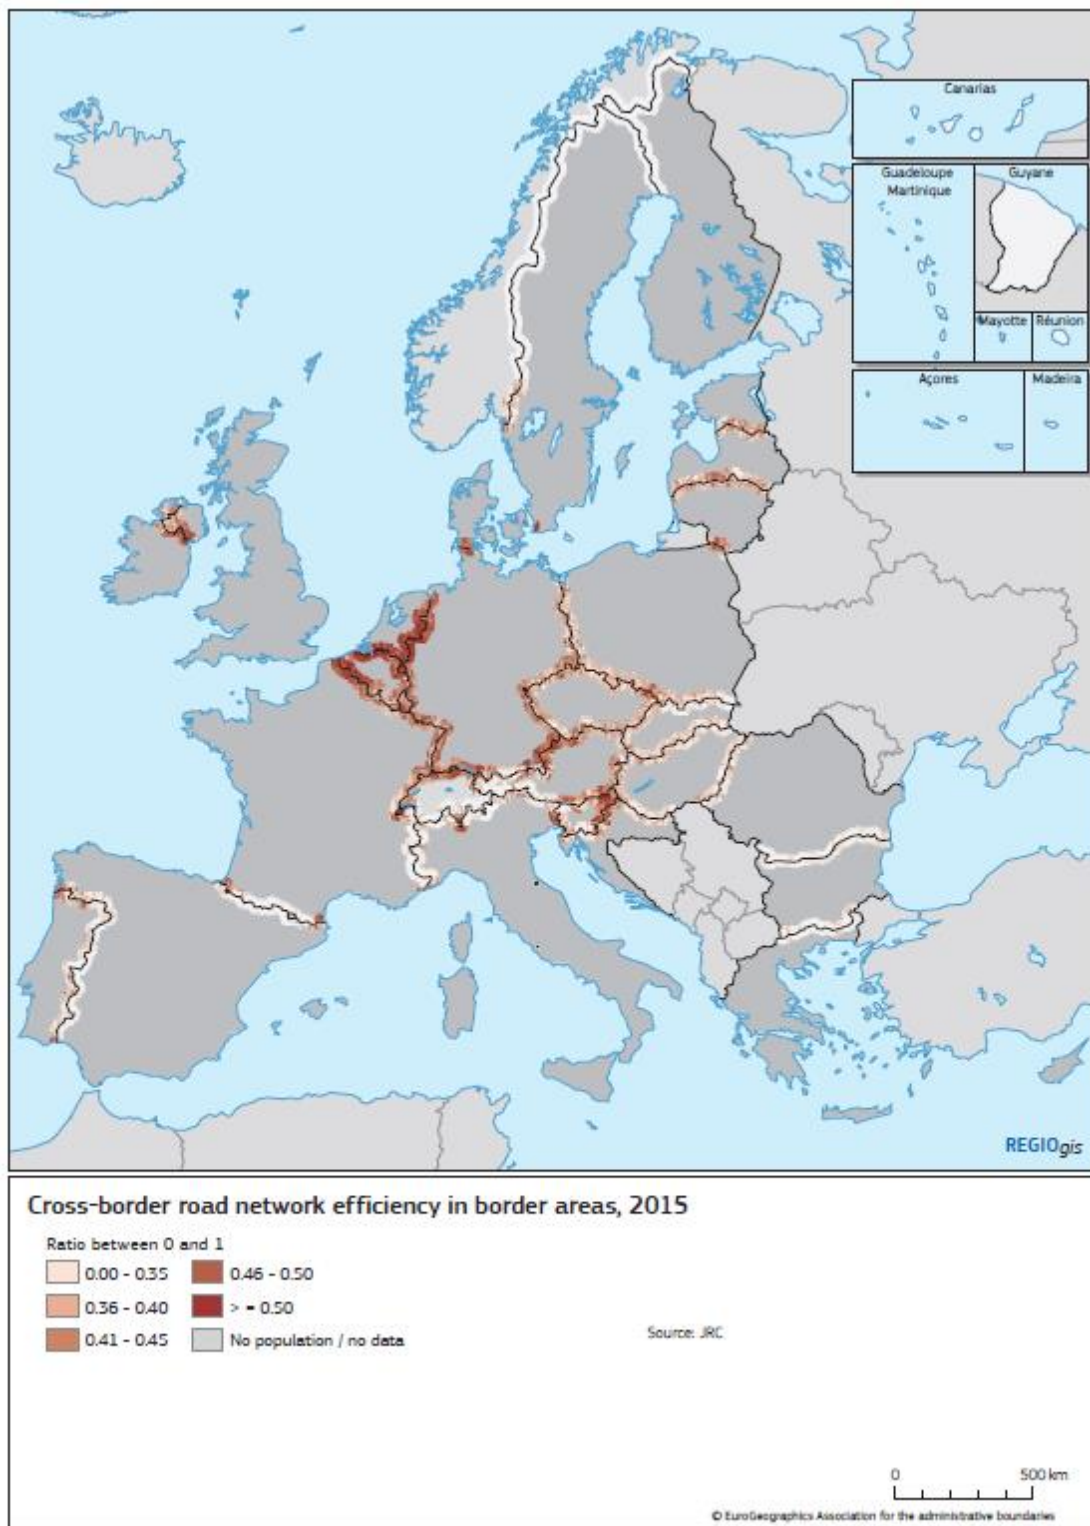 Canarias
Guadeloupe
Martinique
Guyane
Mayotte
Réunion
Açores
Madeira
REGIOgis
Cross-border road network efficiency in border areas, 2015
Ratio between 0 and 1
0.00 - 0.35
0.36 - 0.40
0.41 - 0.45
0.46 - 0.50
> = 0.50
No population / no data
Source: JRC
0 500 km
© EuroGeographics Association for the administrative boundaries